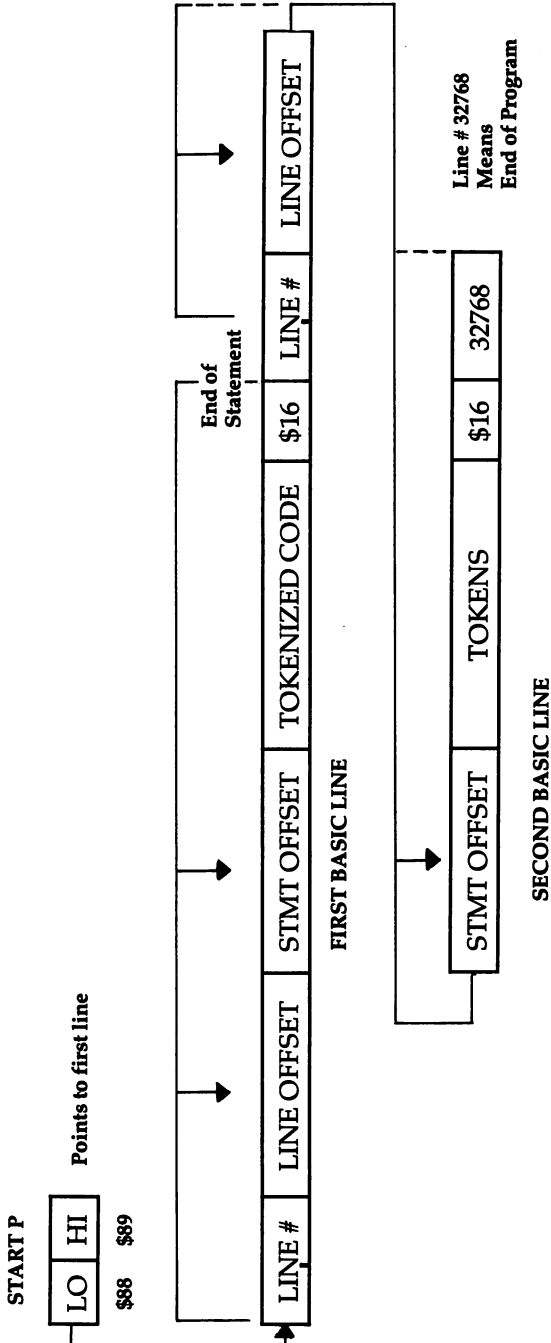 START P
LO HI
$88 $89
Points to first line
End of
Statement
LINE # LINE OFFSET STMT OFFSET TOKENIZED CODE $16 LINE # LINE OFFSET
FIRST BASIC LINE
STMT OFFSET TOKENS $16 32768
Line # 32768
Means
End of Program
SECOND BASIC LINE